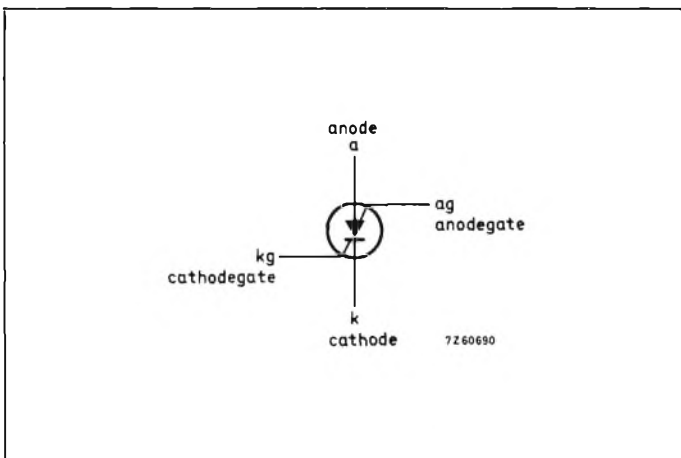 anode
a
ag
anodegate
kg
cathodegate
k
cathode
7Z60690